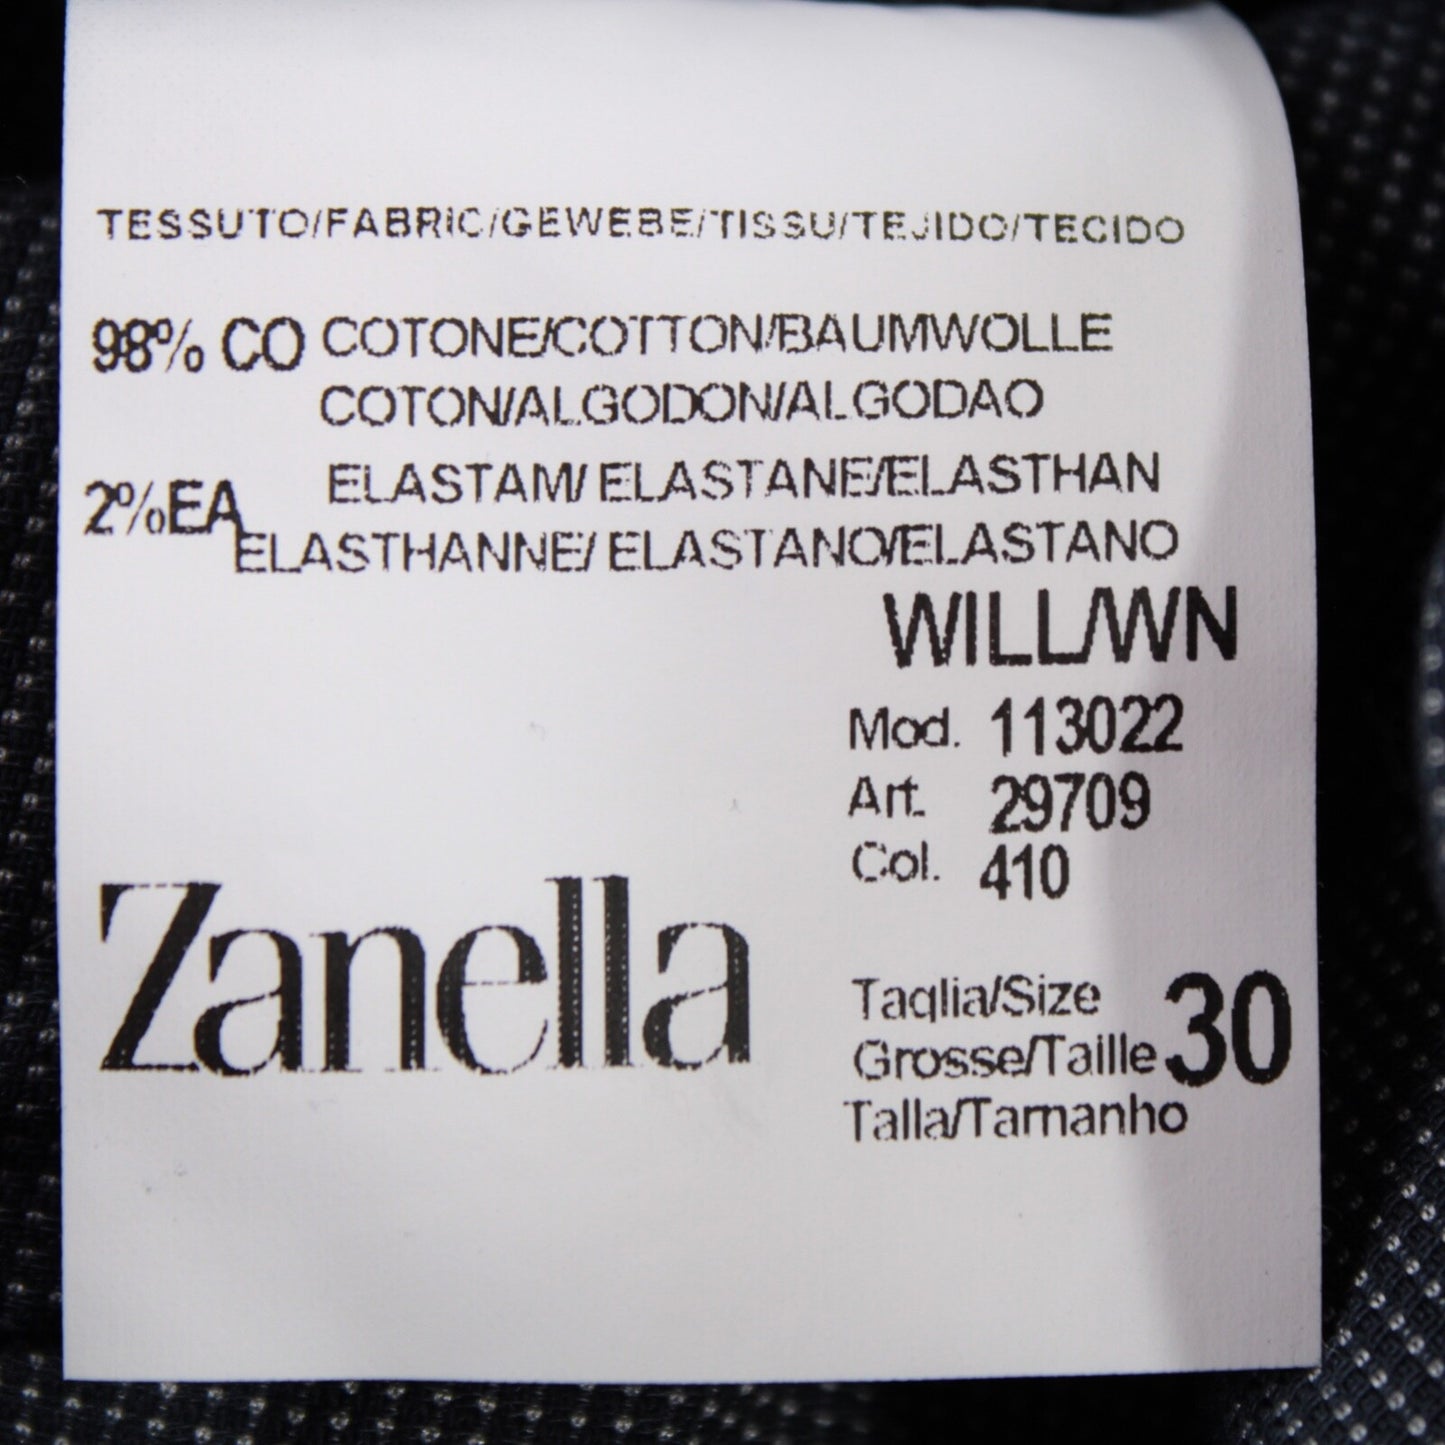 TESSUTO/FABRIC/GEWEBE/TISSU/TEJIDO/TECIDO
98% CO COTONE/COTTON/BAUMWOLLE
COTON/ALGODON/ALGODAO
2%EA ELASTAM/ ELASTANE/ELASTHAN
ELASTHANNE/ ELASTANO/ELASTANO
WILL/WN
Mod. 113022
Art. 29709
Col. 410
Zanella
Taglia/Size
Grosse/Taille 30
Talla/Tamanho